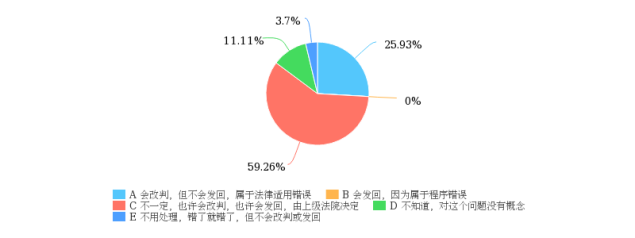 3.7%
11.11%
25.93%
0%
59.26%
A 会改判，但不会发回，属于法律适用错误 B 会发回，因为属于程序错误
C 不一定，也许会改判，也许会发回，由上级法院决定 D 不知道，对这个问题没有概念
E 不用处理，错了就错了，但不会改判或发回